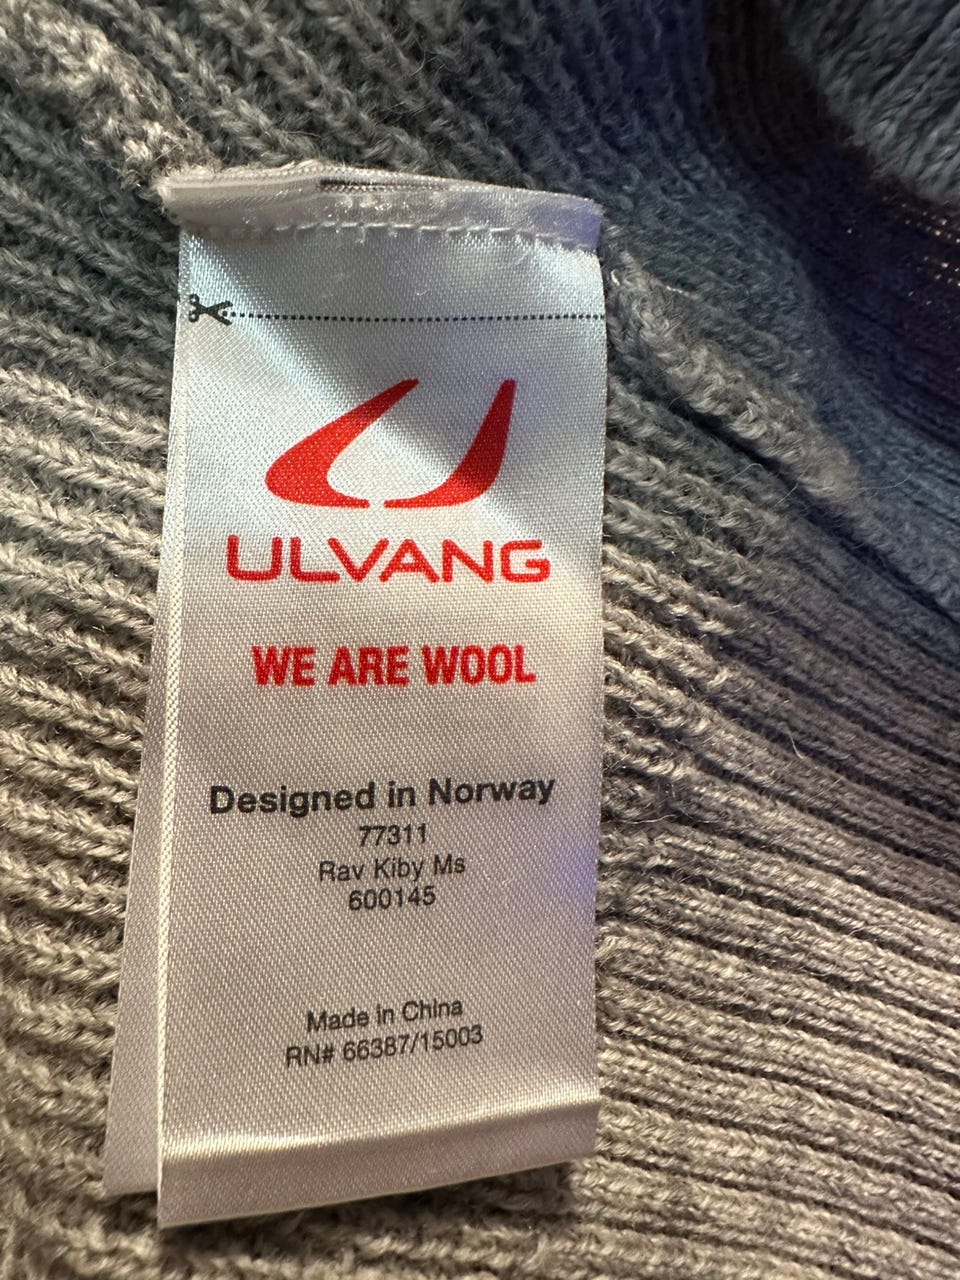 ULVANG
WE ARE WOOL
Designed in Norway
77311
Rav Kiby Ms
600145
Made in China
RN# 66387/15003